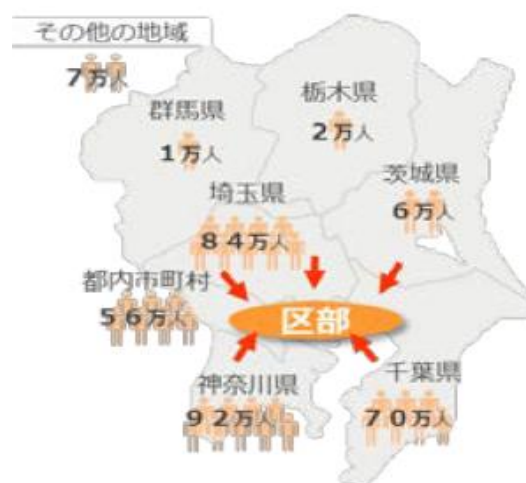 その他の地域
7万人
群馬県
1万人
栃木県
2万人
茨城県
6万人
埼玉県
84万人
都内市町村
56万人
区部
神奈川県
92万人
千葉県
70万人